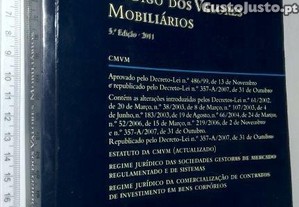 CÓDIGO DOS VALORES
MOBILIÁRIOS
5.ª Edição · 2011
CMVM
Aprovado pelo Decreto-Lei n.º 486/99, de 13 de Novembro
e republicado pelo Decreto-Lei n.º 357-A/2007, de 31 de Outubro
Contém as alterações introduzidas pelos Decretos-Lei n.º 61/2002,
de 20 de Março, n.º 38/2003, de 8 de Março, n.º 107/2003, de 4
de Junho, n.º 183/2003, de 19 de Agosto, n.º 66/2004, de 24 de Março,
n.º 52/2006, de 15 de Março, n.º 219/2006, de 2 de Novembro
e n.º 357-A/2007, de 31 de Outubro.
Republicado pelo Decreto-Lei n.º 357-A/2007, de 31 de Outubro
ESTATUTO DA CMVM (ACTUALIZADO)
REGIME JURÍDICO DAS SOCIEDADES GESTORAS DE MERCADO
REGULAMENTADO E DE SISTEMAS
REGIME JURÍDICO DA COMERCIALIZAÇÃO DE CONTRATOS
DE INVESTIMENTO EM BENS CORPÓREOS
CustoJusto.pt